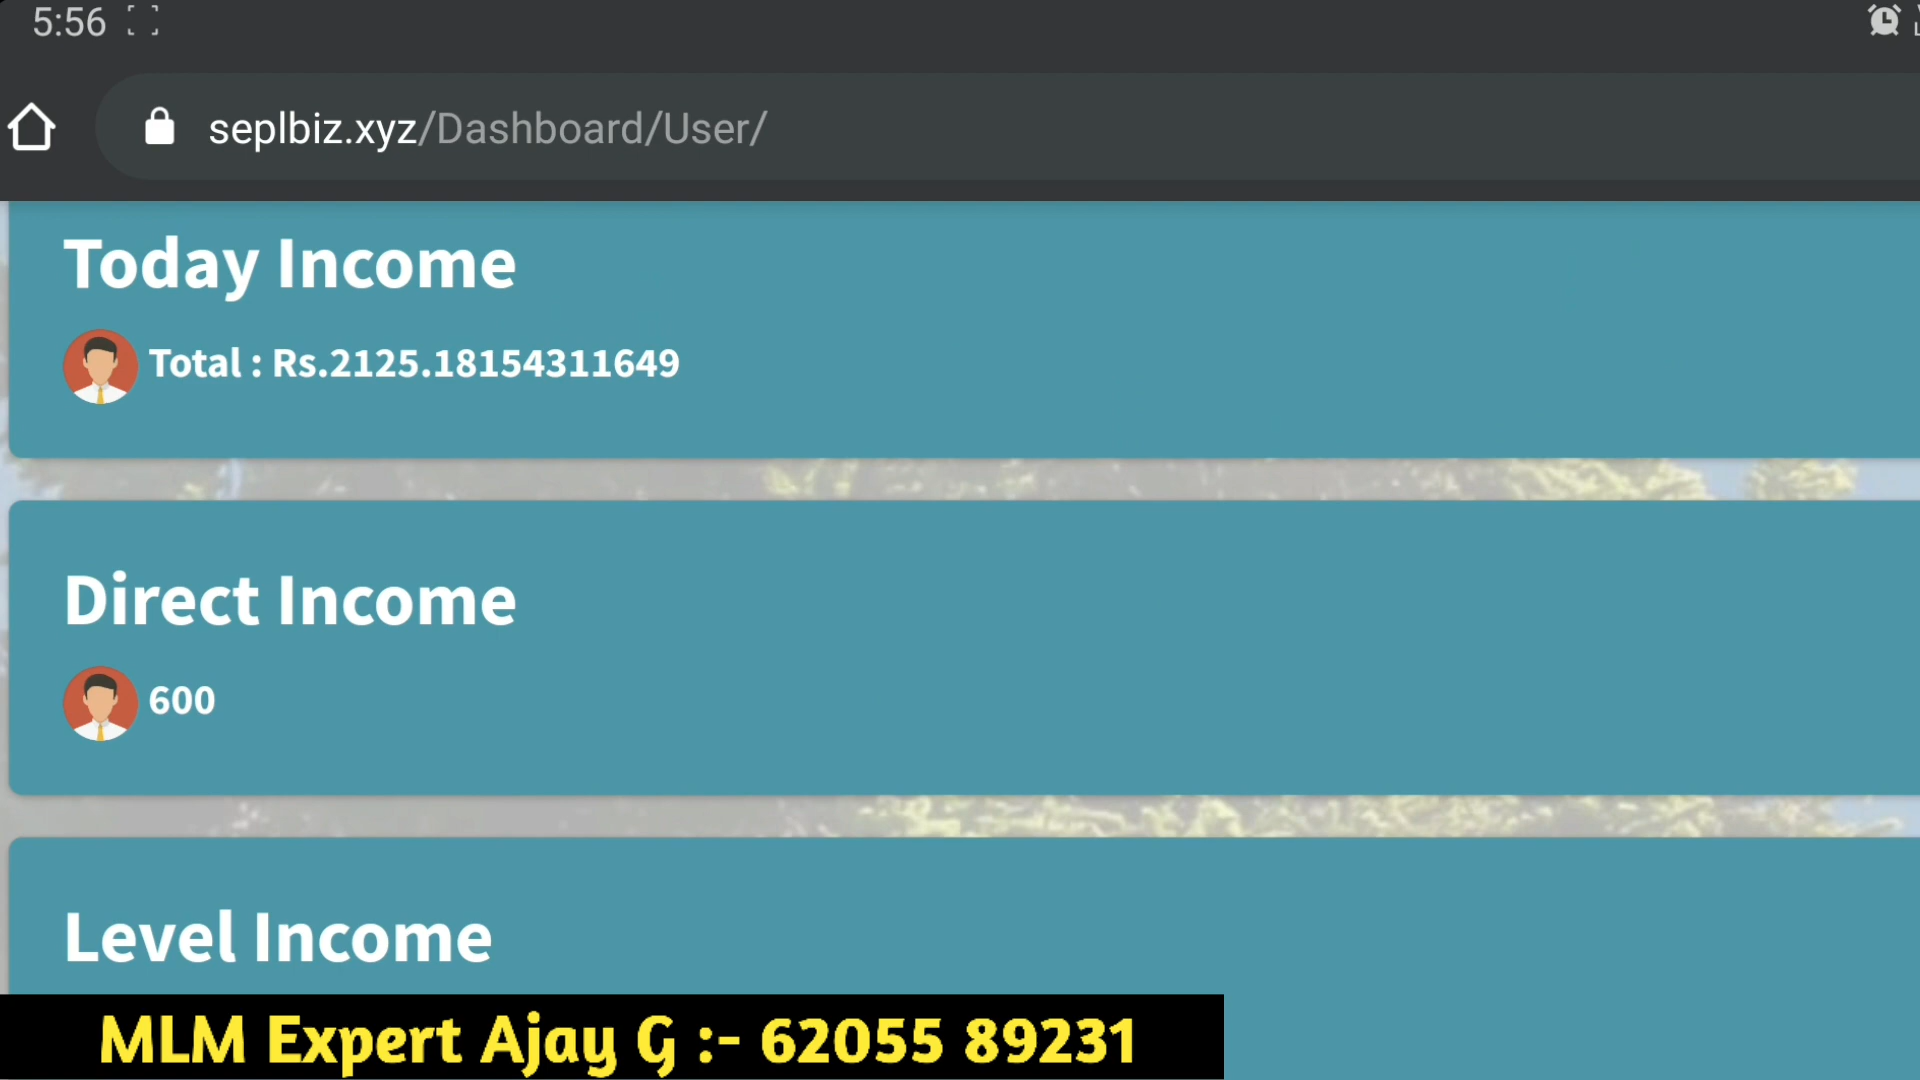 5:56
seplbiz.xyz/Dashboard/User/
Today Income
Total : Rs.2125.18154311649
Direct Income
600
Level Income
MLM Expert Ajay G :- 62055 89231